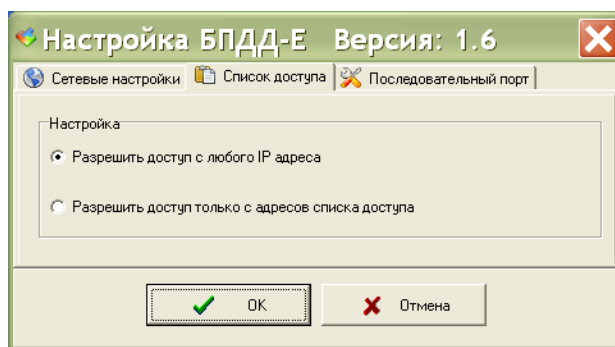 Настройка БПДД-Е Версия: 1.6
Сетевые настройки Список доступа Последовательный порт
Настройка
Разрешить доступ с любого IP адреса
Разрешить доступ только с адресов списка доступа
OK Отмена